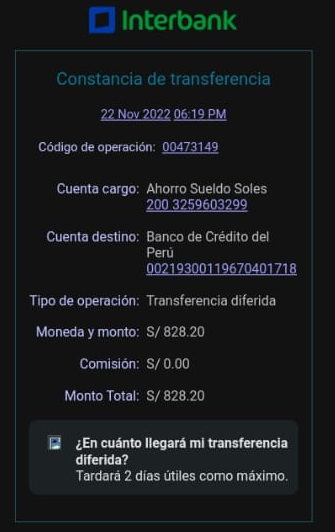 Interbank
Constancia de transferencia
22 Nov 2022 06:19 PM
Código de operación: 00473149
Cuenta cargo: Ahorro Sueldo Soles
200 3259603299
Cuenta destino: Banco de Crédito del
Perú
00219300119670401718
Tipo de operación: Transferencia diferida
Moneda y monto: S/ 828.20
Comisión: S/ 0.00
Monto Total: S/ 828.20
¿En cuánto llegará mi transferencia
diferida?
Tardará 2 días útiles como máximo.